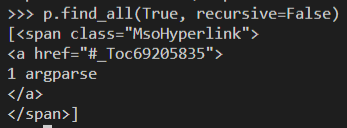 >>> p.find_all(True, recursive=False)
[<span class="MsoHyperlink">
<a href="#_Toc69205835">
1 argparse
</a>
</span>]